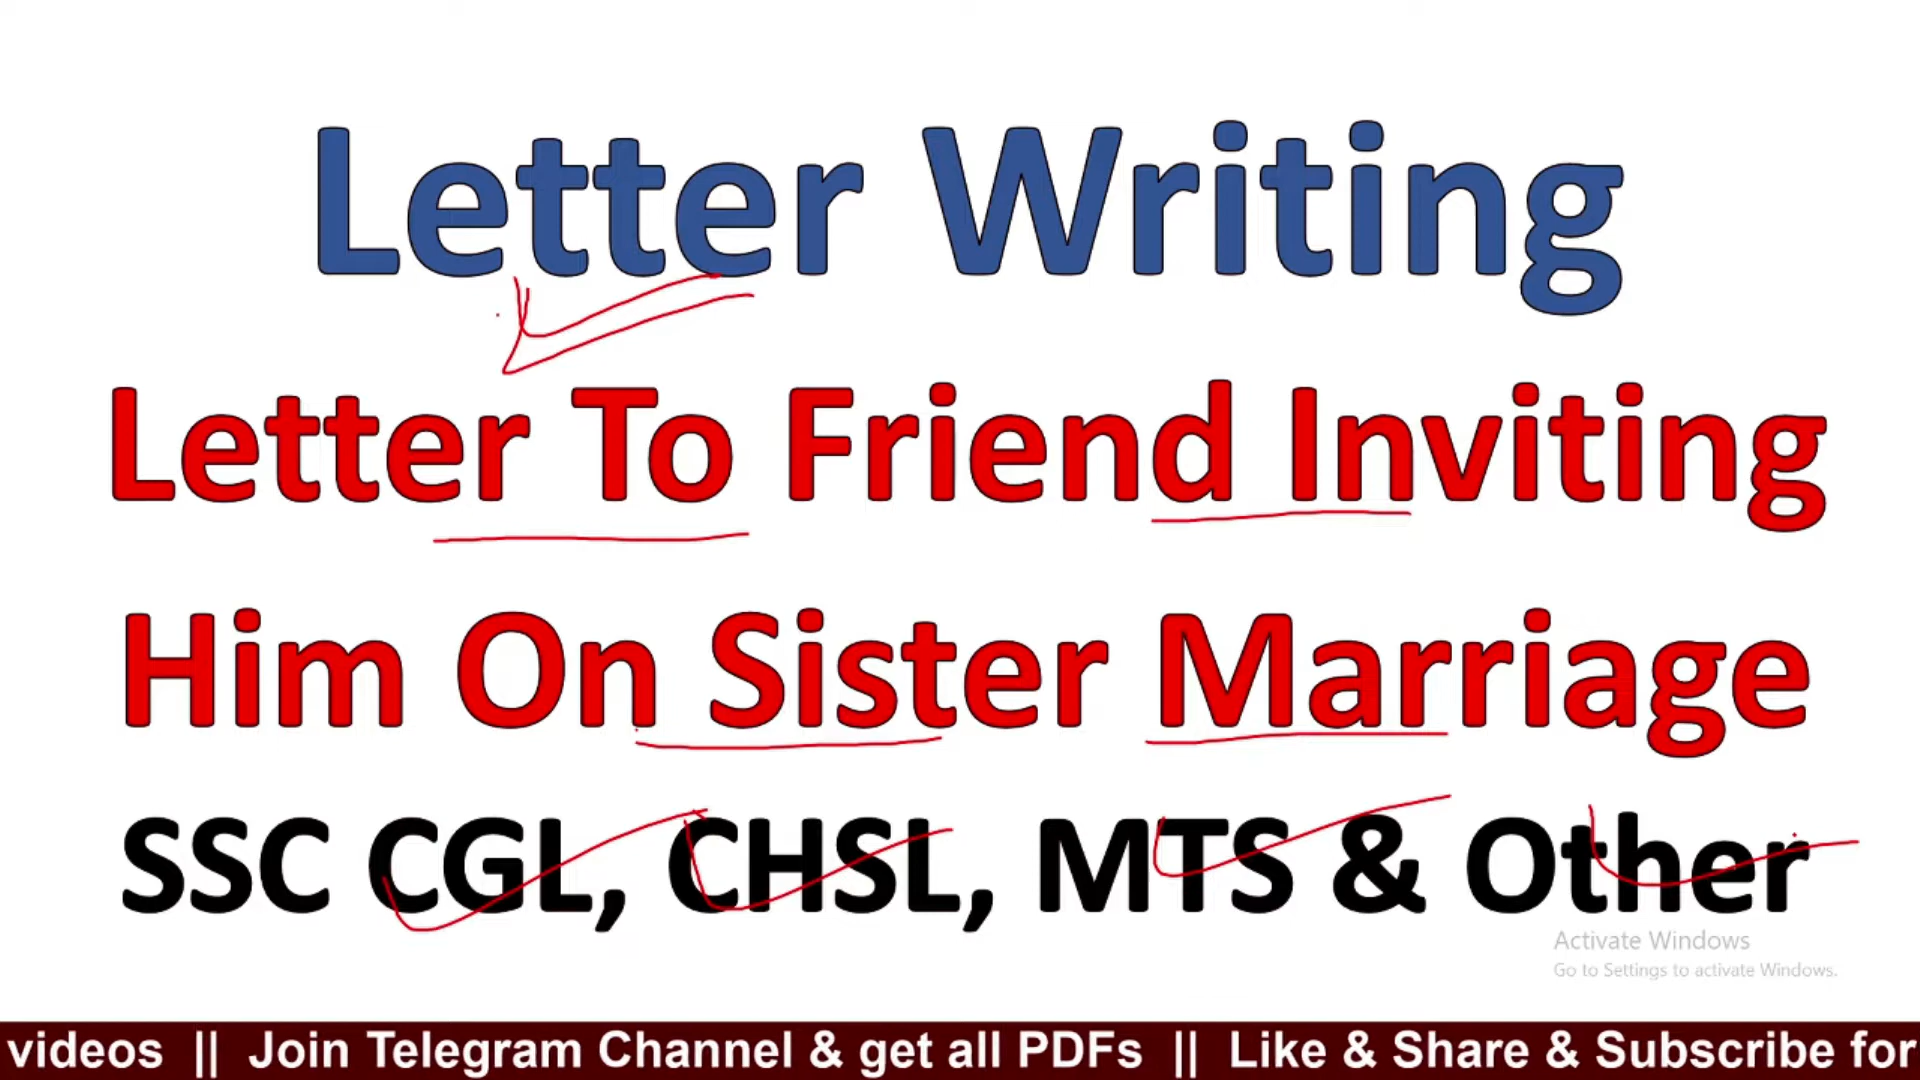 Letter Writing
Letter To Friend Inviting
Him On Sister Marriage
SSC CGL, CHSL, MTS & Other
Activate Windows
Go to Settings to activate Windows.
videos || Join Telegram Channel & get all PDFs || Like & Share & Subscribe for